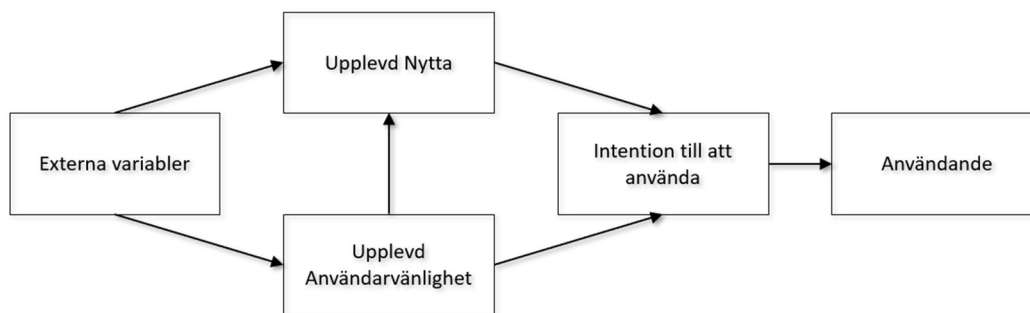 Upplevd Nytta
Externa variabler
Intention till att
använda
Användande
Upplevd
Användarvänlighet